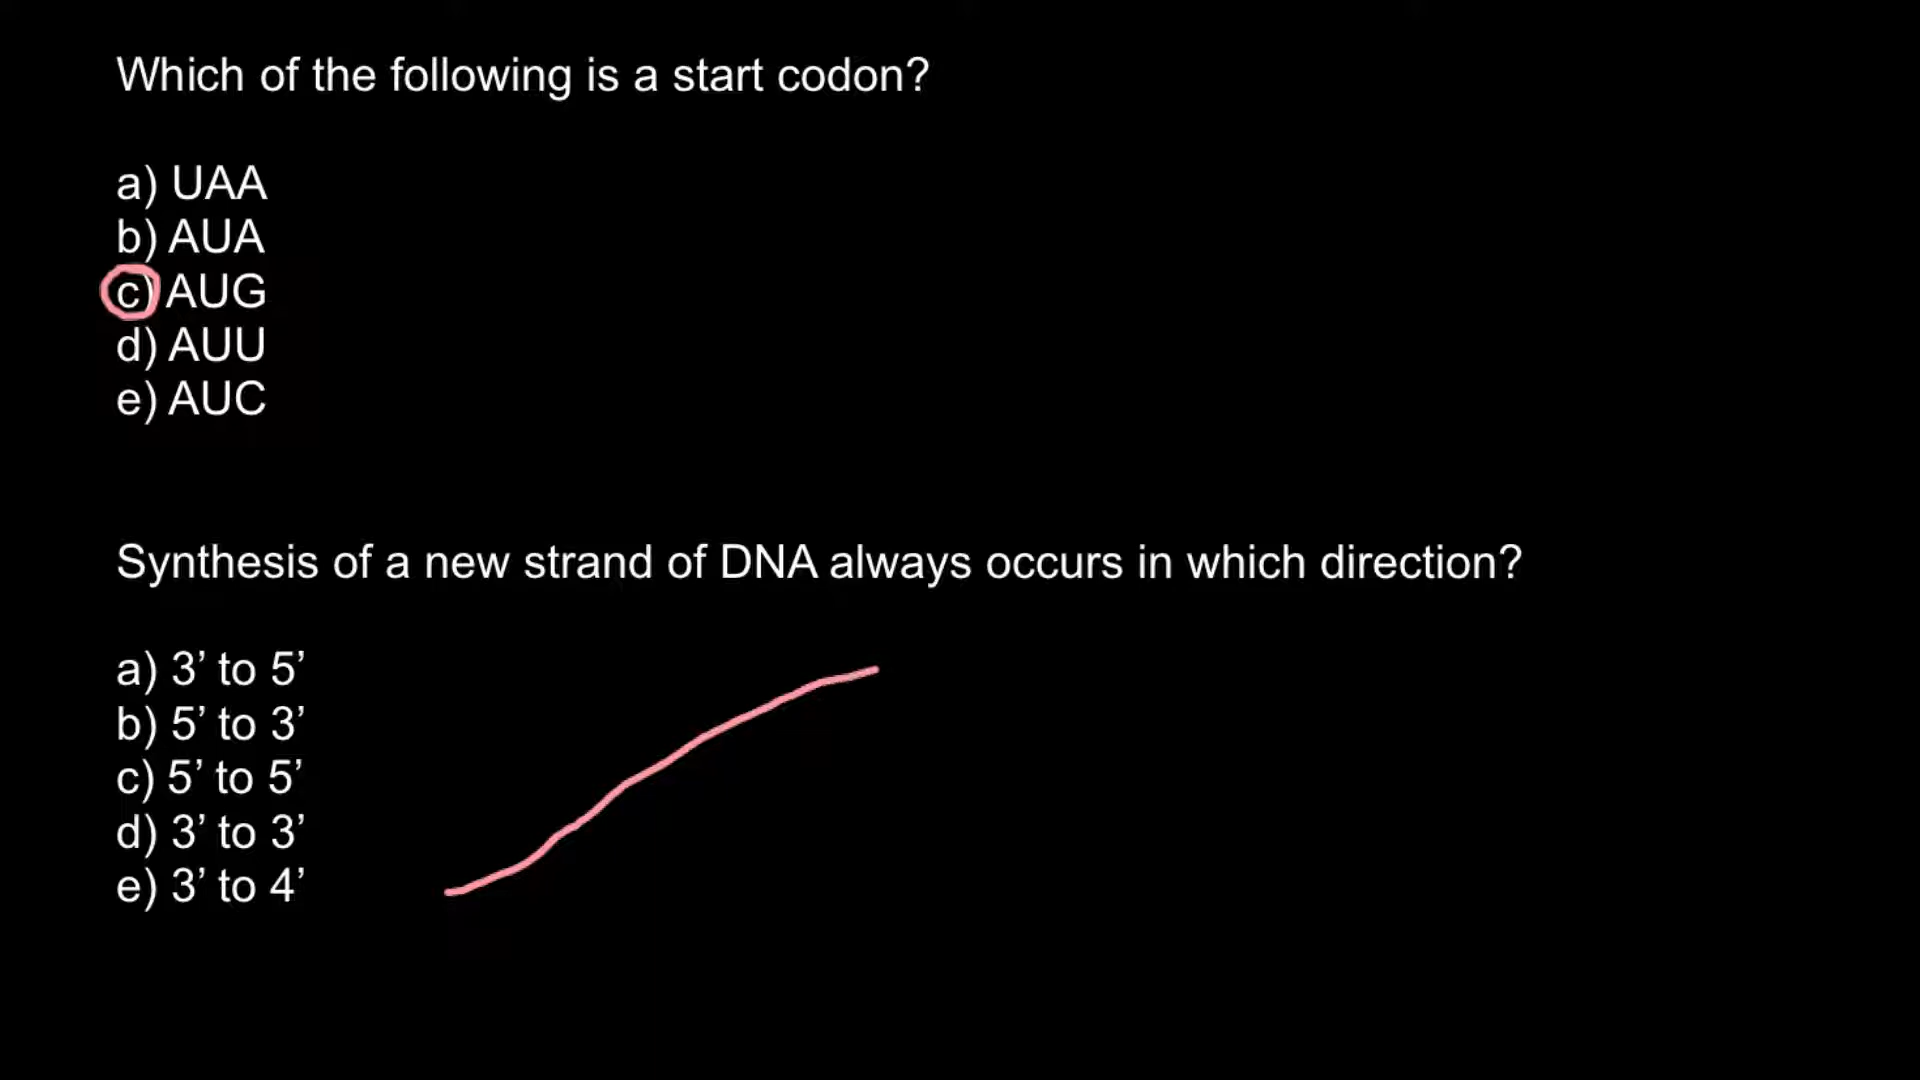 Which of the following is a start codon?
a) UAA
b) AUA
c) AUG
d) AUU
e) AUC
Synthesis of a new strand of DNA always occurs in which direction?
a) 3’ to 5’
b) 5’ to 3’
c) 5’ to 5’
d) 3’ to 3’
e) 3’ to 4’